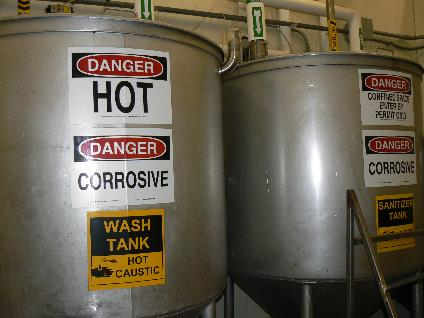 DANGER
HOT
DANGER
CORROSIVE
WASH
TANK
HOT
CAUSTIC
DANGER
CONFINED SPACE
ENTER BY
PERMIT ONLY
DANGER
CORROSIVE
SANITIZER
TANK